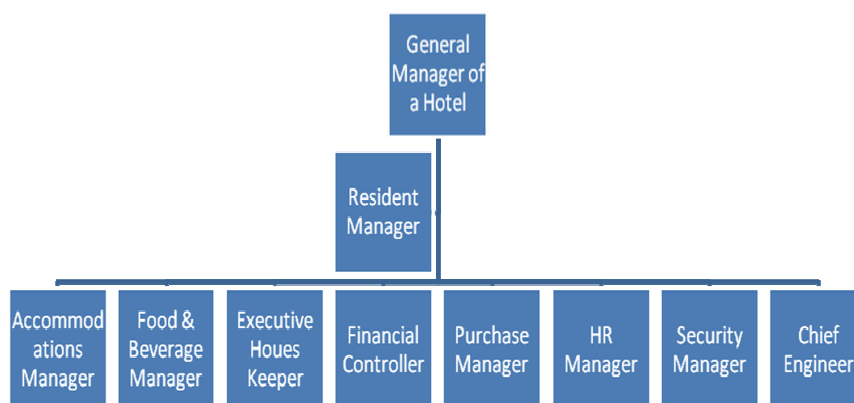 General
Manager of
a Hotel
Resident
Manager
Accommod
ations
Manager
Food &
Beverage
Manager
Executive
Houes
Keeper
Financial
Controller
Purchase
Manager
HR
Manager
Security
Manager
Chief
Engineer